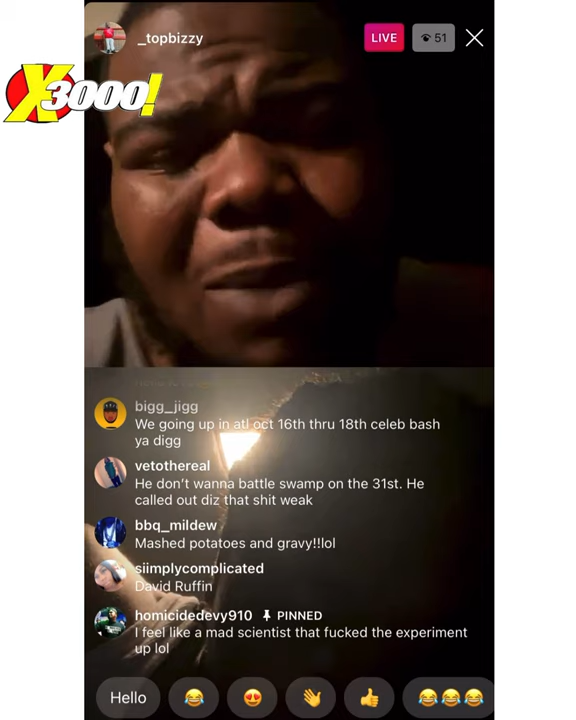 _topbizzy
LIVE
51
X3000!
bigg_jigg
We going up in atl oct 16th thru 18th celeb bash
ya digg
vetothereal
He don't wanna battle swamp on the 31st. He
called out diz that shit weak
bbq_mildew
Mashed potatoes and gravy!!lol
siimplycomplicated
David Ruffin
homicidedevy910 PINNED
I feel like a mad scientist that fucked the experiment
up lol
Hello